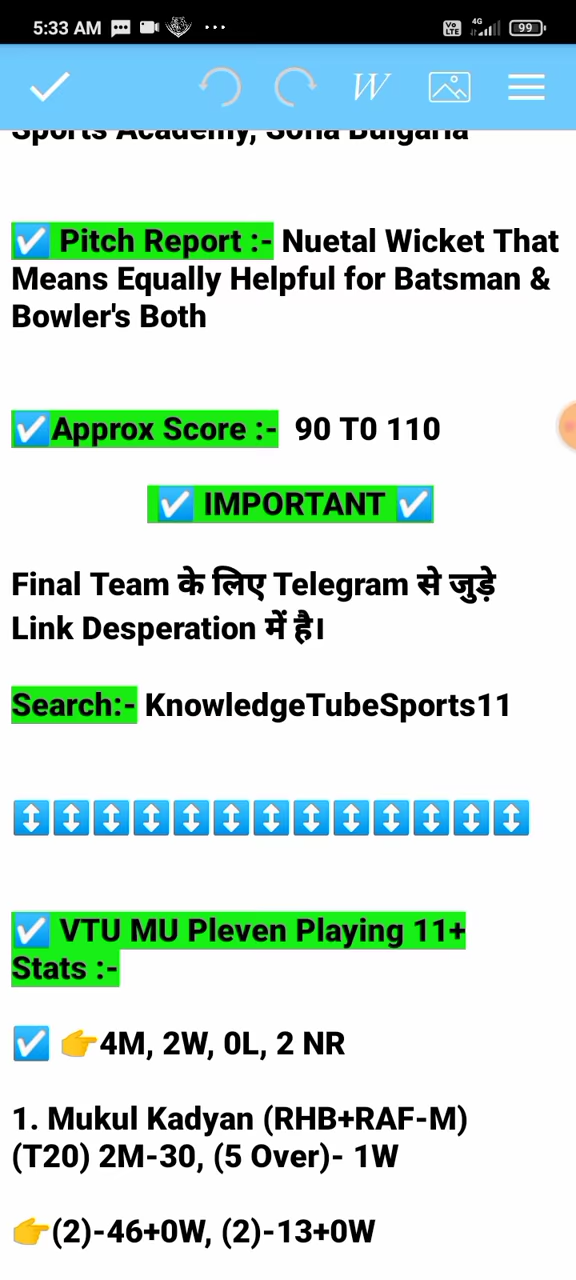 5:33 AM
4G
99
W
Sports Academy, Sofia Bulgaria
✅ Pitch Report :- Nuetal Wicket That
Means Equally Helpful for Batsman &
Bowler's Both
✅Approx Score :- 90 T0 110
✅ IMPORTANT ✅
Final Team के लिए Telegram से जुड़े
Link Desperation में है।
Search:- KnowledgeTubeSports11
✅ VTU MU Pleven Playing 11+
Stats :-
✅ 👉4M, 2W, 0L, 2 NR
1. Mukul Kadyan (RHB+RAF-M)
(T20) 2M-30, (5 Over)- 1W
👉(2)-46+0W, (2)-13+0W